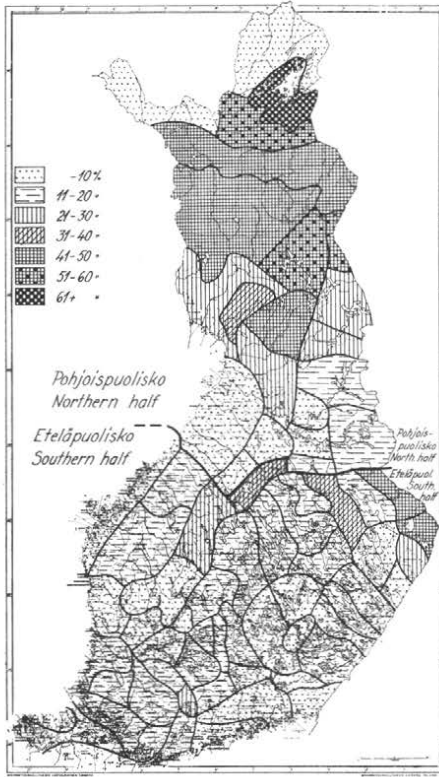 -10%
11-20 "
21-30 "
31-40 "
41-50 "
51-60 "
61+ "
Pohjoispuolisko
Northern half
Eteläpuolisko
Southern half
Pohjois-
puolisko
North. half
Eteläpuol.
South.
half